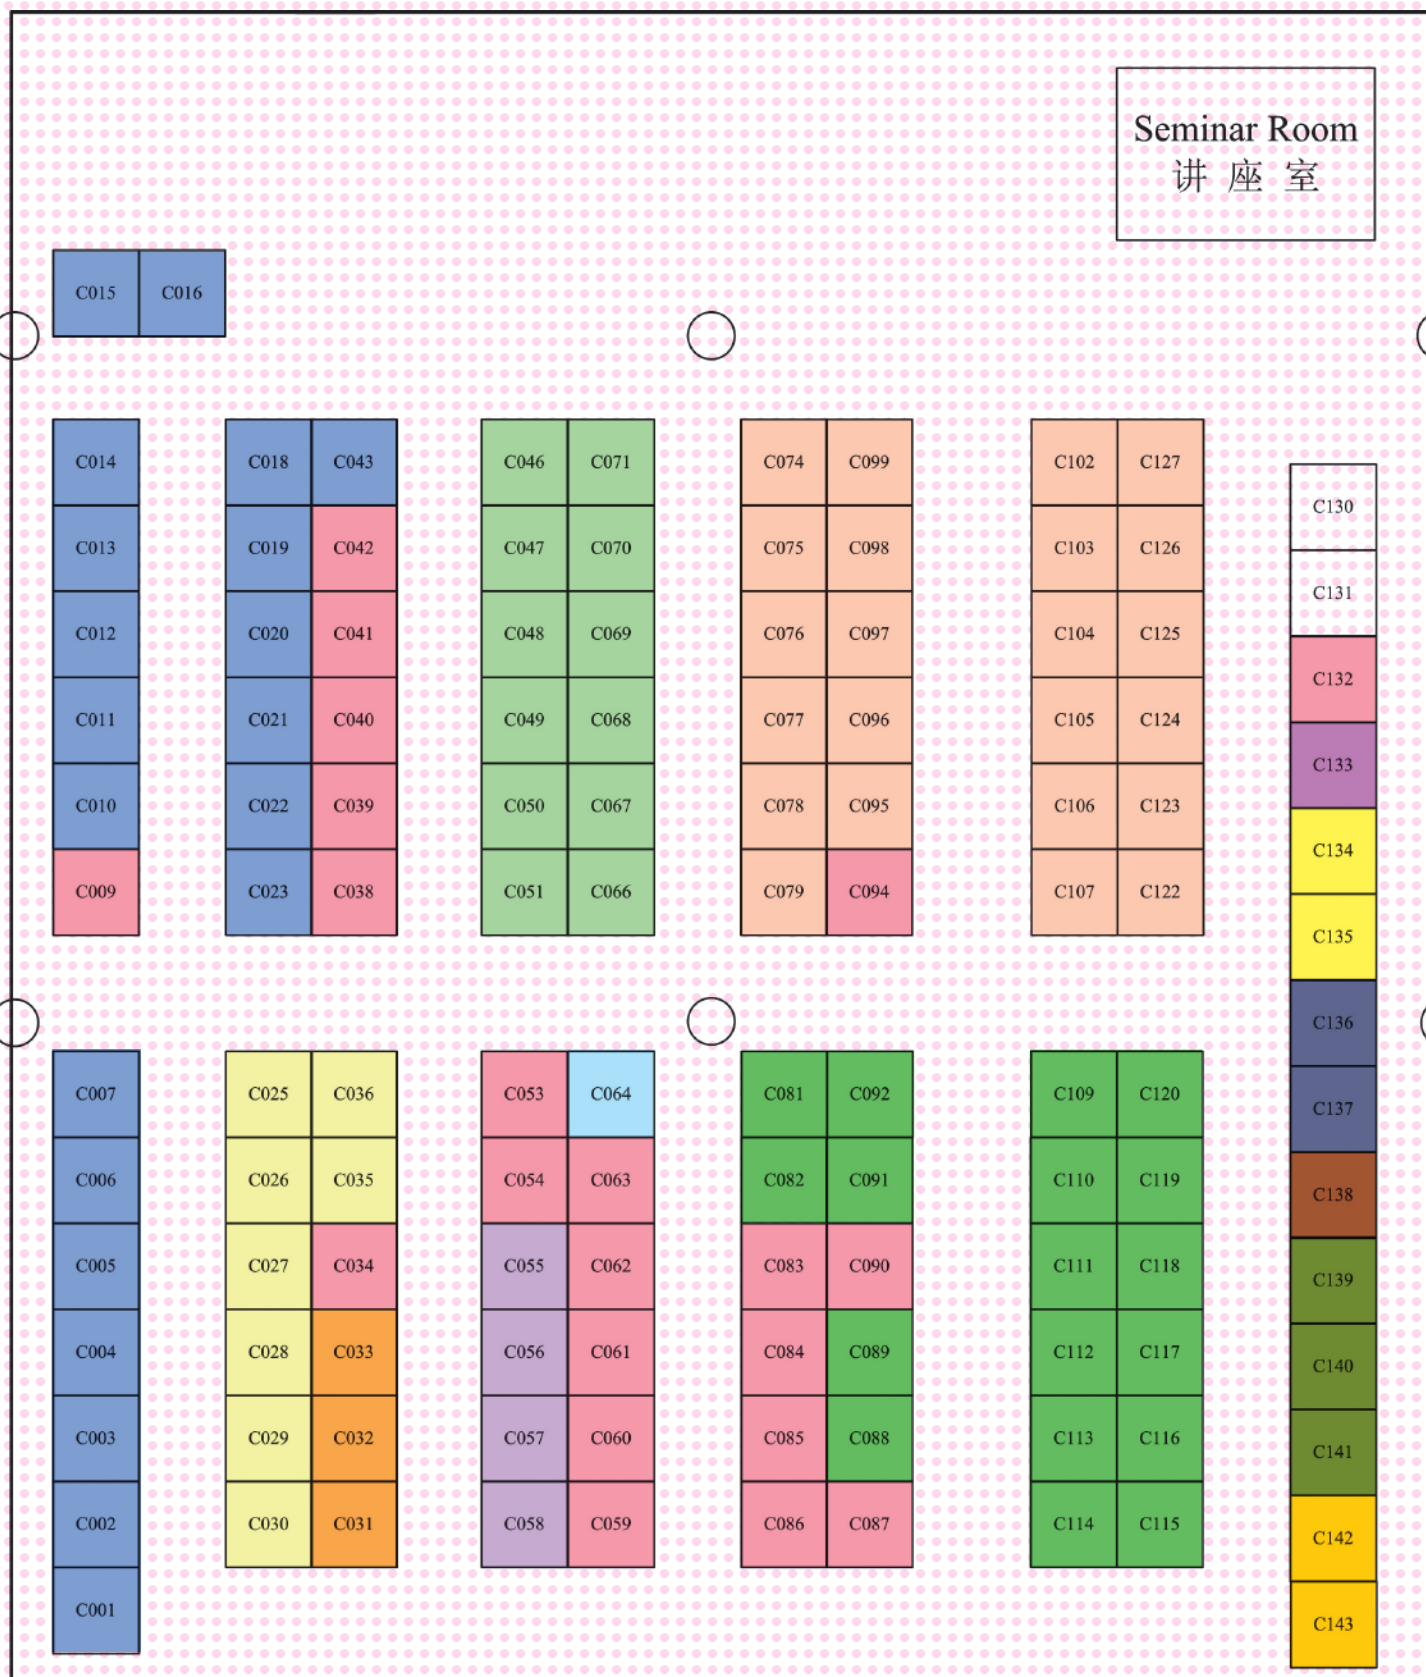 Seminar Room
讲 座 室
C015 C016
C014 C018 C043 C046 C071 C074 C099 C102 C127
C130
C013 C019 C042 C047 C070 C075 C098 C103 C126
C131
C012 C020 C041 C048 C069 C076 C097 C104 C125
C132
C011 C021 C040 C049 C068 C077 C096 C105 C124
C133
C010 C022 C039 C050 C067 C078 C095 C106 C123
C134
C009 C023 C038 C051 C066 C079 C094 C107 C122
C135
C136
C007 C025 C036 C053 C064 C081 C092 C109 C120
C137
C006 C026 C035 C054 C063 C082 C091 C110 C119
C138
C005 C027 C034 C055 C062 C083 C090 C111 C118
C139
C004 C028 C033 C056 C061 C084 C089 C112 C117
C140
C003 C029 C032 C057 C060 C085 C088 C113 C116
C141
C002 C030 C031 C058 C059 C086 C087 C114 C115
C142
C001
C143